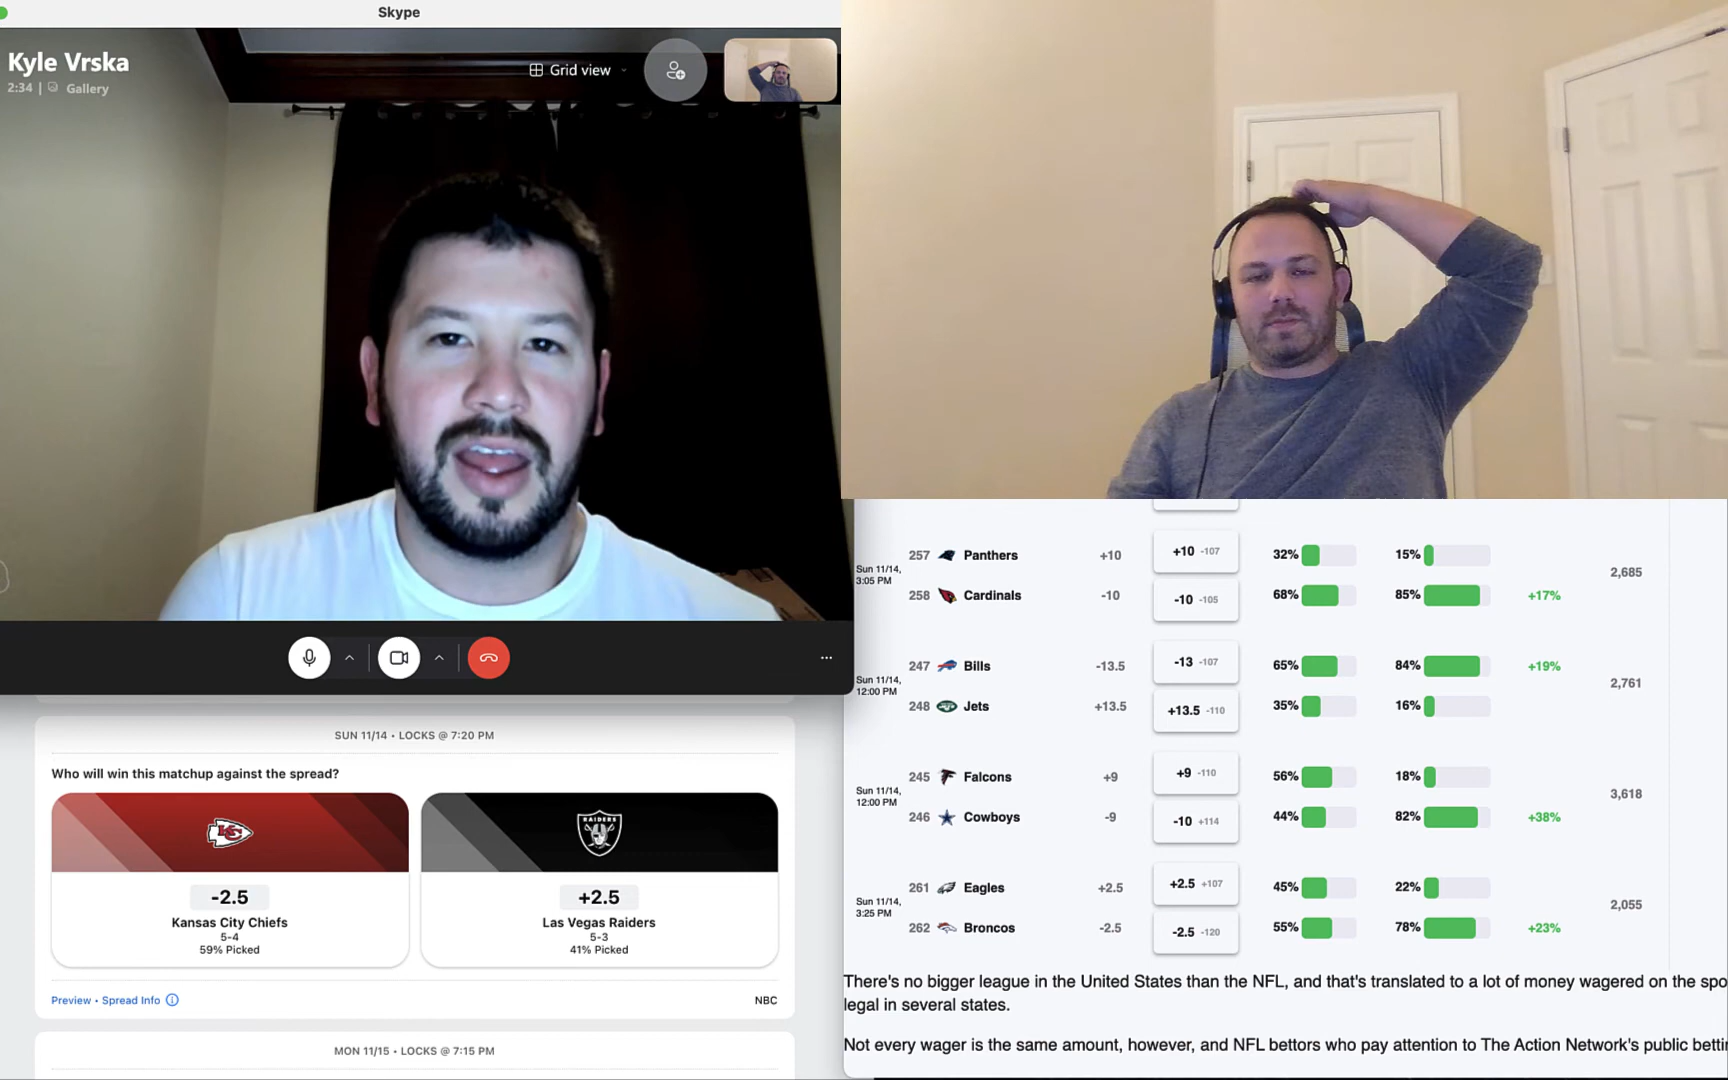 Skype
Kyle Vrska
2:34 | Gallery
Grid view
SUN 11/14 • LOCKS @ 7:20 PM
Who will win this matchup against the spread?
-2.5
Kansas City Chiefs
5-4
59% Picked
RAIDERS
+2.5
Las Vegas Raiders
5-3
41% Picked
Preview • Spread Info
NBC
MON 11/15 • LOCKS @ 7:15 PM
Sun 11/14,
3:05 PM
257 Panthers +10 +10 -107 32% 15%
258 Cardinals -10 -10 -105 68% 85% +17%
2,685
Sun 11/14,
12:00 PM
247 Bills -13.5 -13 -107 65% 84% +19%
248 Jets +13.5 +13.5 -110 35% 16%
2,761
Sun 11/14,
12:00 PM
245 Falcons +9 +9 -110 56% 18%
246 Cowboys -9 -10 +114 44% 82% +38%
3,618
Sun 11/14,
3:25 PM
261 Eagles +2.5 +2.5 +107 45% 22%
262 Broncos -2.5 -2.5 -120 55% 78% +23%
2,055
There's no bigger league in the United States than the NFL, and that's translated to a lot of money wagered on the spo
legal in several states.
Not every wager is the same amount, however, and NFL bettors who pay attention to The Action Network's public betti